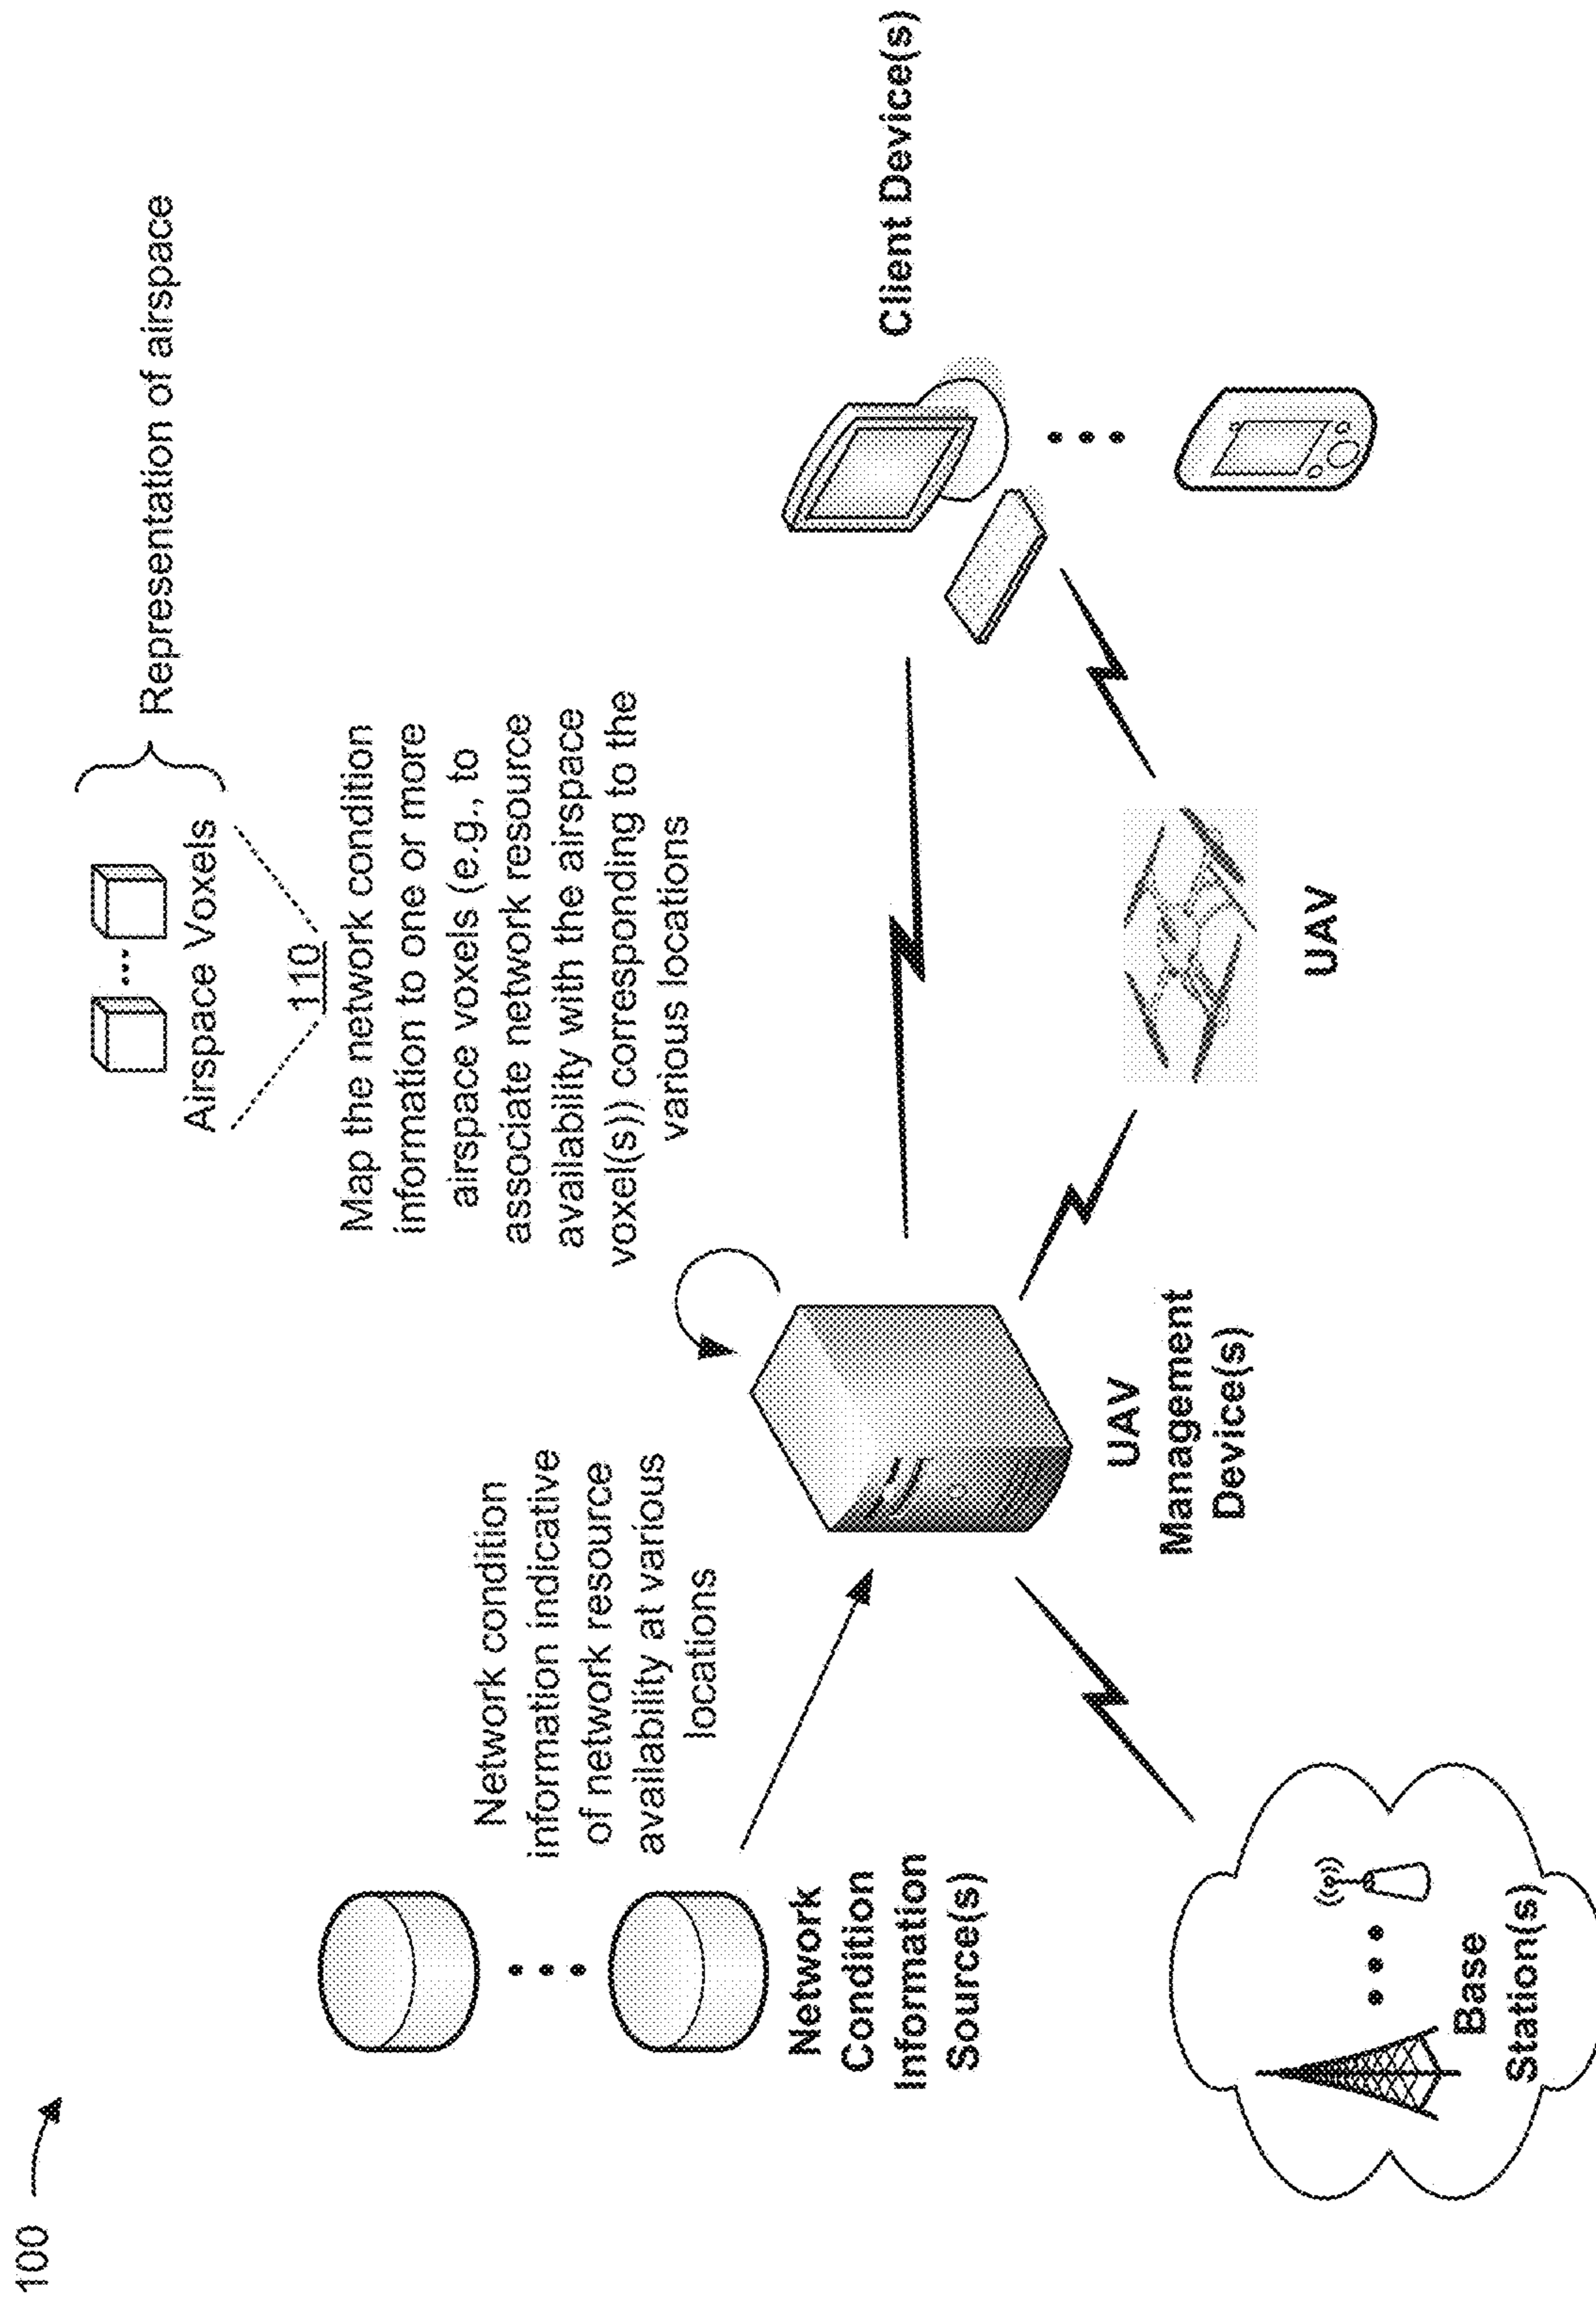 100
Airspace Voxels
Representation of airspace
110
Map the network condition
information to one or more
airspace voxels (e.g., to
associate network resource
availability with the airspace
voxel(s)) corresponding to the
various locations
Network condition
information indicative
of network resource
availability at various
locations
Network
Condition
Information
Source(s)
UAV
Management
Device(s)
Client Device(s)
UAV
Base
Station(s)